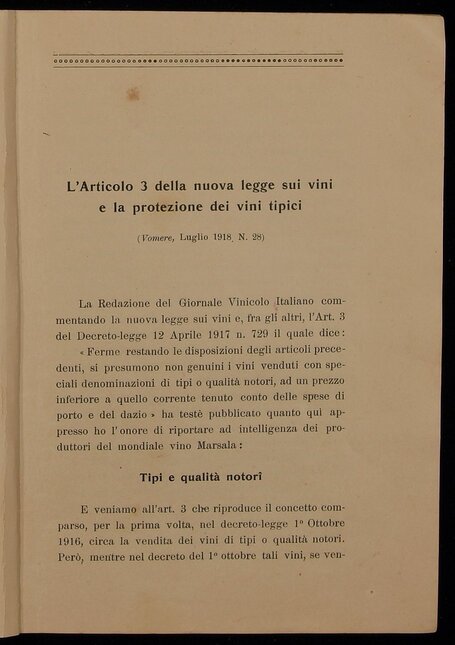 L'Articolo 3 della nuova legge sui vini
e la protezione dei vini tipici
(Vomere, Luglio 1918, N. 28)
La Redazione del Giornale Vinicolo Italiano com-
mentando la nuova legge sui vini e, fra gli altri, l'Art. 3
del Decreto-legge 12 Aprile 1917 n. 729 il quale dice:
« Ferme restando le disposizioni degli articoli prece-
denti, si presumono non genuini i vini venduti con spe-
ciali denominazioni di tipi o qualità notori, ad un prezzo
inferiore a quello corrente tenuto conto delle spese di
porto e del dazio » ha testè pubblicato quanto qui ap-
presso ho l'onore di riportare ad intelligenza dei pro-
duttori del mondiale vino Marsala:
Tipi e qualità notorî
E veniamo all'art. 3 che riproduce il concetto com-
parso, per la prima volta, nel decreto-legge 1º Ottobre
1916, circa la vendita dei vini di tipi o qualità notori.
Però, mentre nel decreto del 1º ottobre tali vini, se ven-